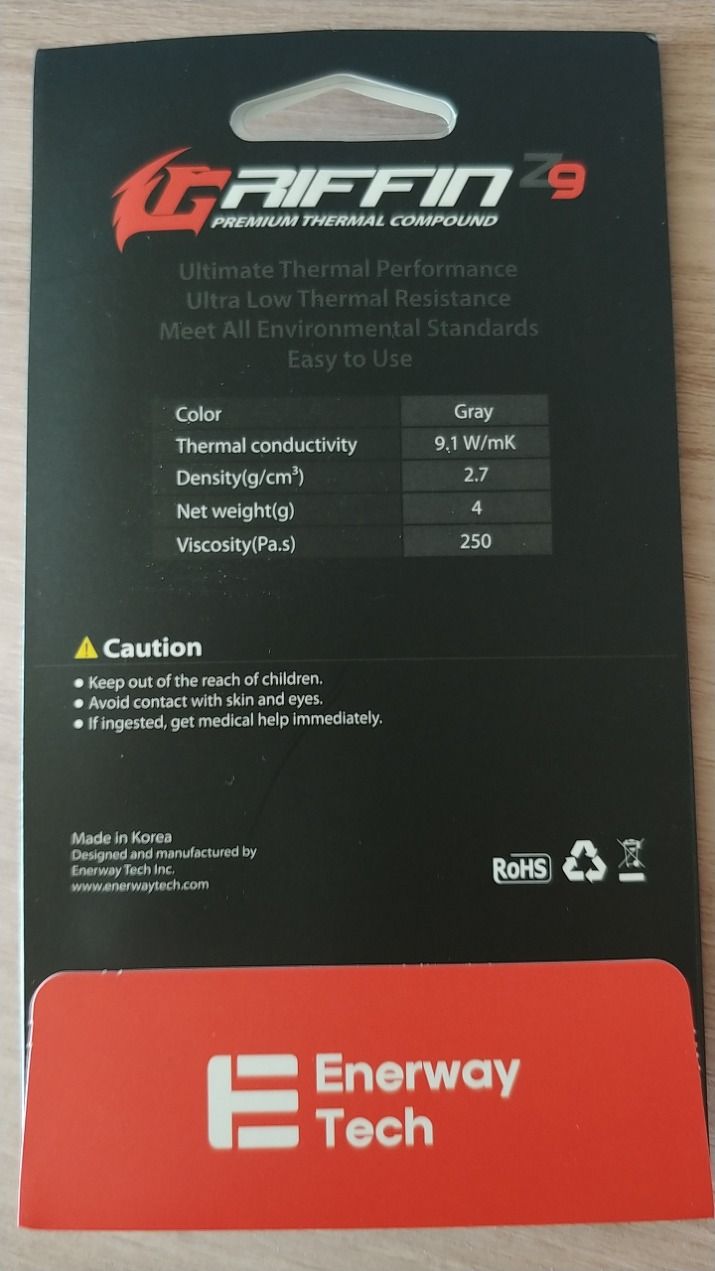 GRIFFIN Z9
PREMIUM THERMAL COMPOUND
Ultimate Thermal Performance
Ultra Low Thermal Resistance
Meet All Environmental Standards
Easy to Use
Color Gray
Thermal conductivity 9.1 W/mK
Density(g/cm³) 2.7
Net weight(g) 4
Viscosity(Pa.s) 250
Caution
• Keep out of the reach of children.
• Avoid contact with skin and eyes.
• If ingested, get medical help immediately.
Made in Korea
Designed and manufactured by
Enerway Tech Inc.
www.enerwaytech.com
RoHS
Enerway
Tech